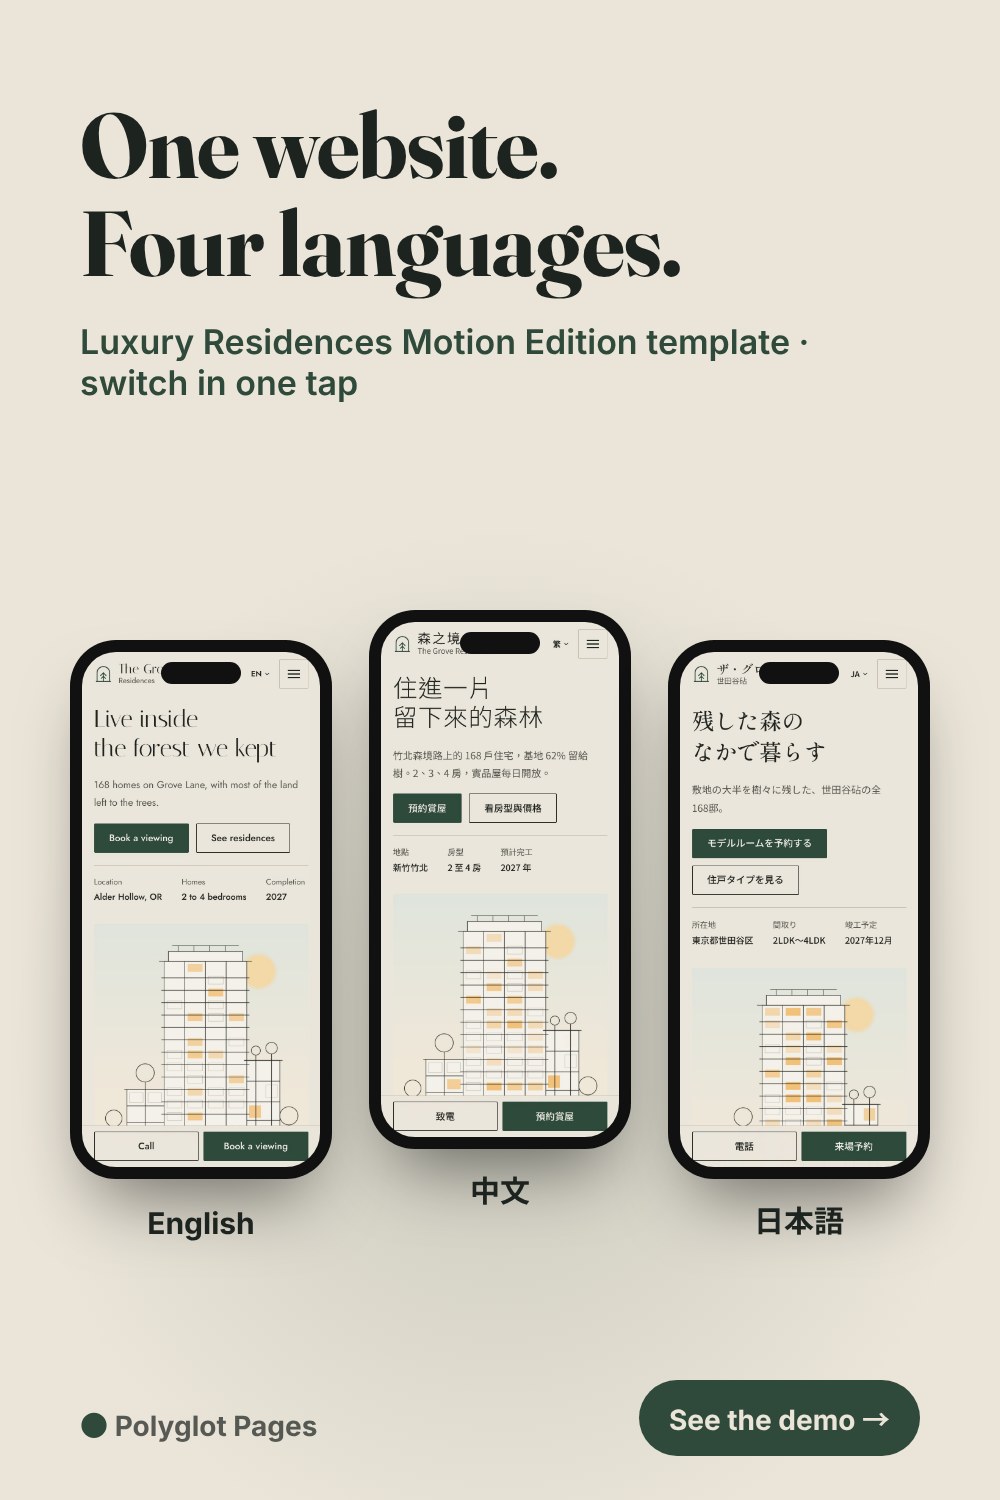 One website.
Four languages.
Luxury Residences Motion Edition template ·
switch in one tap
The
Residences
EN
Live inside
the forest we kept
168 homes on Grove Lane, with most of the land
left to the trees.
Book a viewing
See residences
Location
Homes
Completion
Alder Hollow, OR
2 to 4 bedrooms
2027
Call
Book a viewing
English
森之境
The Grove
繁
住進一片
留下來的森林
竹北森境路上的 168 戶住宅，基地 62% 留給
樹。2、3、4 房，實品屋每日開放。
預約賞屋
看房型與價格
地點
房型
預計完工
新竹竹北
2 至 4 房
2027 年
致電
預約賞屋
中文
ザ・グ
世田谷砧
JA
残した森の
なかで暮らす
敷地の大半を樹々に残した、世田谷砧の全
168邸。
モデルルームを予約する
住戸タイプを見る
所在地
間取り
竣工予定
東京都世田谷区
2LDK〜4LDK
2027年12月
電話
来場予約
日本語
Polyglot Pages
See the demo →